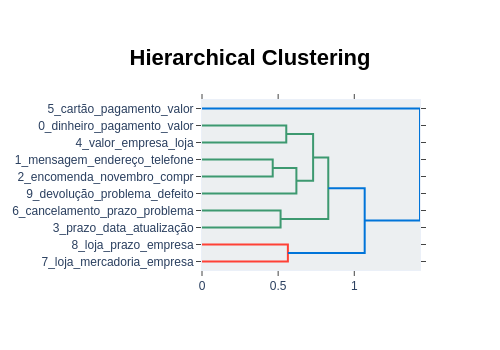 Hierarchical Clustering
5_cartão_pagamento_valor
0_dinheiro_pagamento_valor
4_valor_empresa_loja
1_mensagem_endereço_telefone
2_encomenda_novembro_compr
9_devolução_problema_defeito
6_cancelamento_prazo_problema
3_prazo_data_atualização
8_loja_prazo_empresa
7_loja_mercadoria_empresa
0 0.5 1